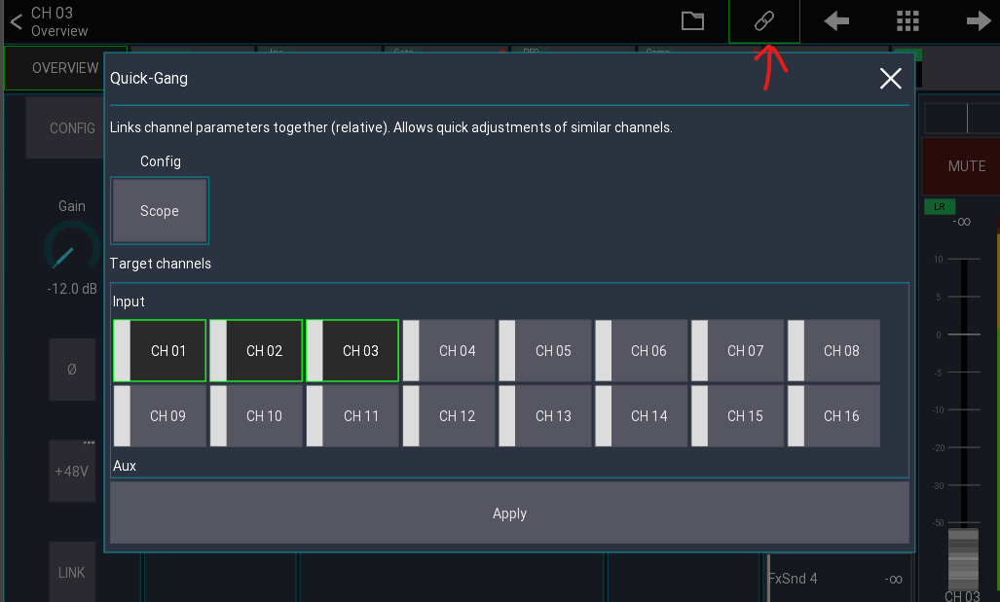 CH 03
Overview
OVERVIEW
Quick-Gang
Links channel parameters together (relative). Allows quick adjustments of similar channels.
CONFIG
Config
Scope
MUTE
Gain
LR
-∞
-12.0 dB
Target channels
Input
CH 01 CH 02 CH 03 CH 04 CH 05 CH 06 CH 07 CH 08
CH 09 CH 10 CH 11 CH 12 CH 13 CH 14 CH 15 CH 16
Aux
Ø
+48V
Apply
LINK
10
5
0
-5
-10
-20
-30
-50
FxSnd 4 -∞
CH 03